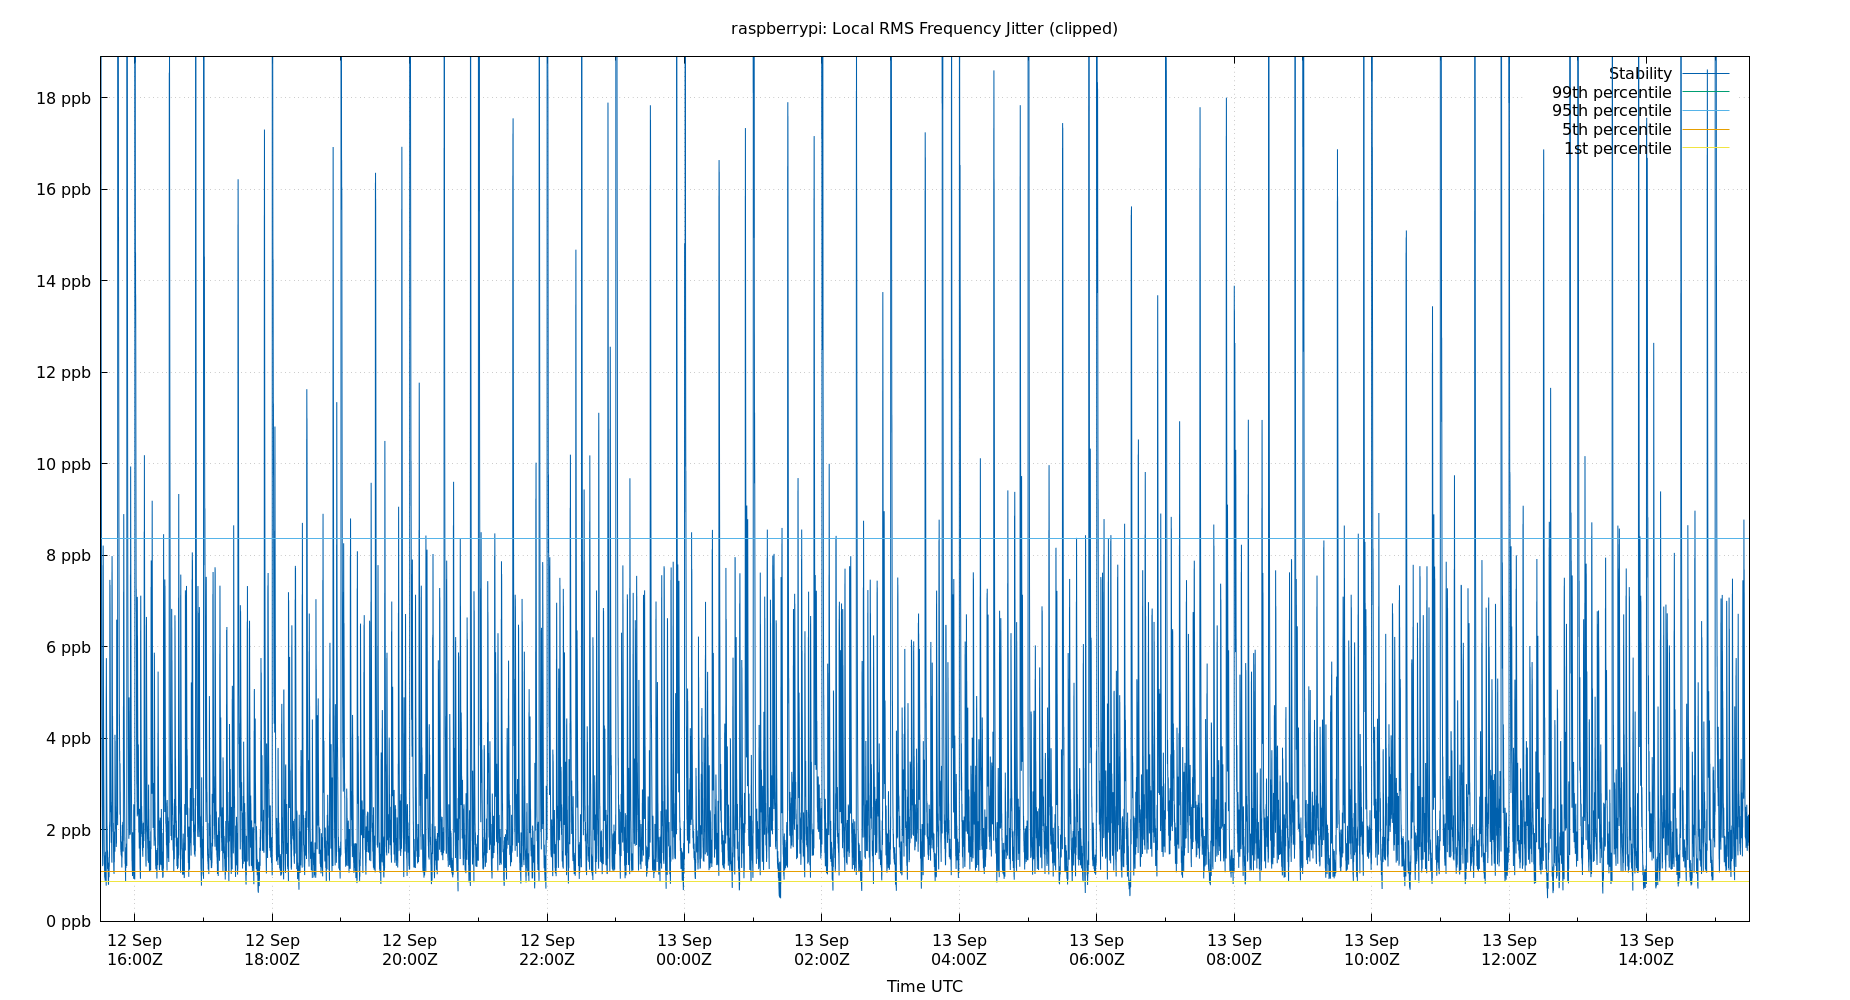 raspberrypi: Local RMS Frequency Jitter (clipped)
Stability
99th percentile
95th percentile
5th percentile
1st percentile
18 ppb
16 ppb
14 ppb
12 ppb
10 ppb
8 ppb
6 ppb
4 ppb
2 ppb
0 ppb
12 Sep 12 Sep 12 Sep 12 Sep 13 Sep 13 Sep 13 Sep 13 Sep 13 Sep 13 Sep 13 Sep 13 Sep
16:00Z 18:00Z 20:00Z 22:00Z 00:00Z 02:00Z 04:00Z 06:00Z 08:00Z 10:00Z 12:00Z 14:00Z
Time UTC